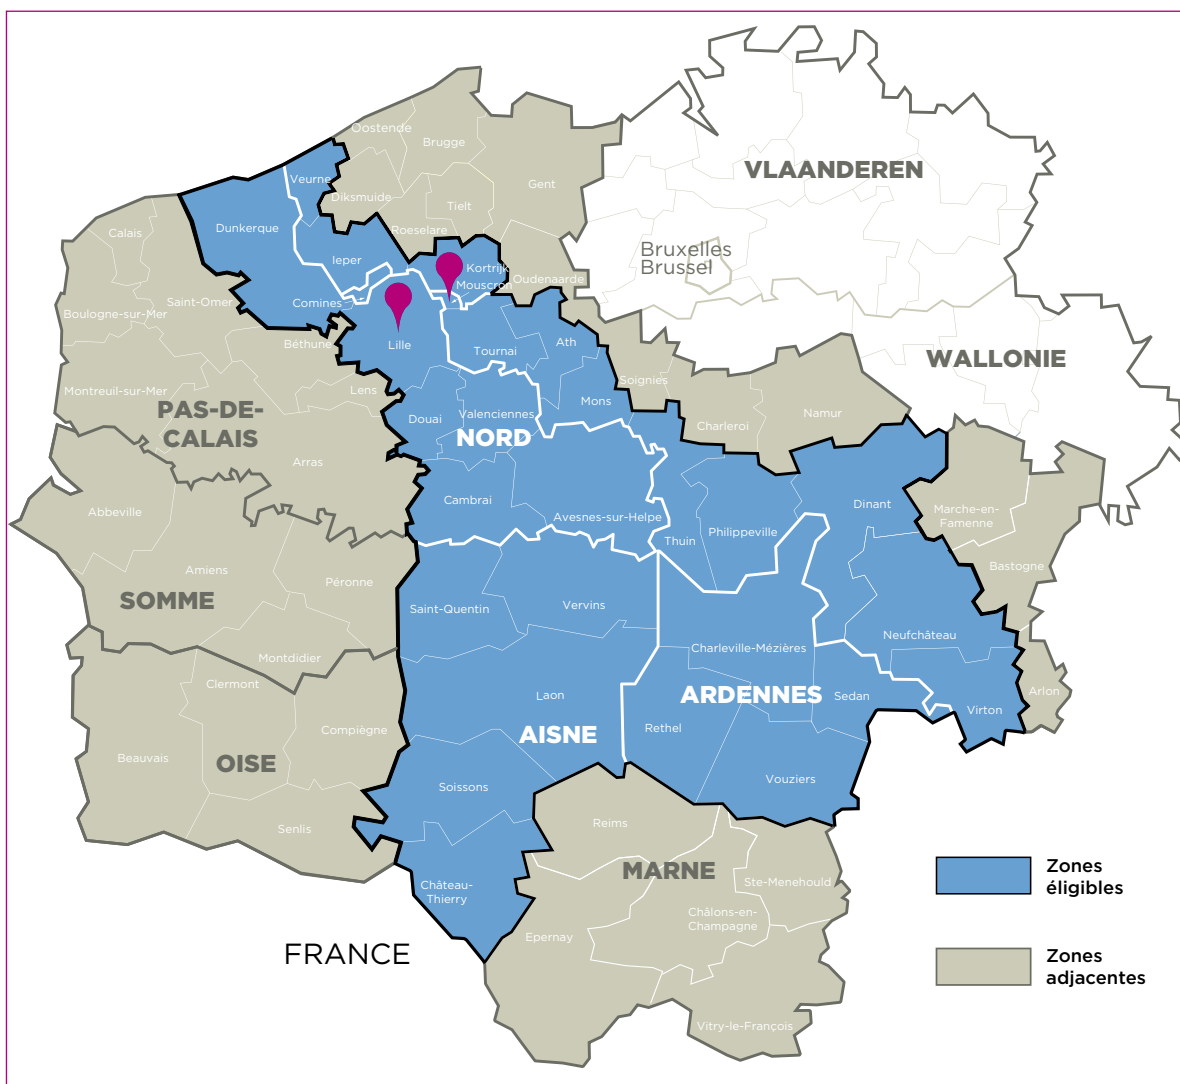 VLAANDEREN
Oostende
Brugge
Veurne
Gent
Diksmuide
Tielt
Dunkerque
Calais
Roeselare
Bruxelles
Brussel
Ieper
Kortrijk
Oudenaarde
Mouscron
Saint-Omer
Comines
Boulogne-sur-Mer
Béthune
Lille
Ath
Tournai
WALLONIE
Soignies
Montreuil-sur-Mer
Lens
Mons
PAS-DE-
CALAIS
Douai
Valenciennes
NORD
Charleroi
Namur
Arras
Cambrai
Dinant
Abbeville
Avesnes-sur-Helpe
Marche-en-
Famenne
Philippeville
Thuin
Bastogne
Amiens
Péronne
SOMME
Saint-Quentin
Vervins
Neufchâteau
Charleville-Mézières
Montdidier
Clermont
Laon
ARDENNES
Sedan
Arlon
Virton
Compiègne
Rethel
AISNE
Beauvais
OISE
Soissons
Vouziers
Senlis
Reims
MARNE
Zones
éligibles
Château-
Thierry
Ste-Menehould
Châlons-en-
Champagne
Epernay
FRANCE
Zones
adjacentes
Vitry-le-François